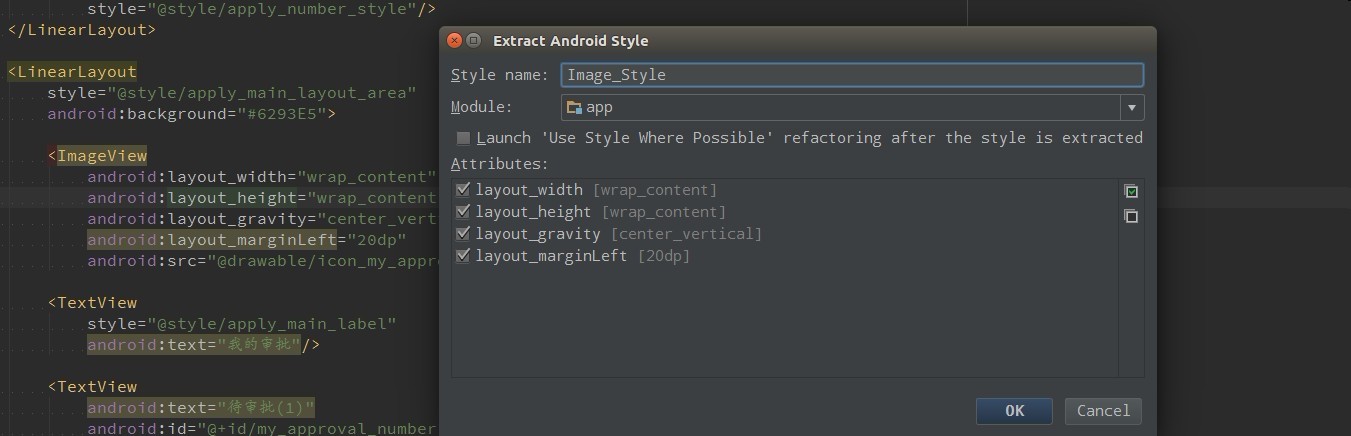 style="@style/apply_number_style"/>
</LinearLayout>
<LinearLayout
style="@style/apply_main_layout_area"
android:background="#6293E5">
<ImageView
android:layout_width="wrap_content"
android:layout_height="wrap_content
android:layout_gravity="center_verti
android:layout_marginLeft="20dp"
android:src="@drawable/icon_my_appro
<TextView
style="@style/apply_main_label"
android:text="我的审批"/>
<TextView
android:text="待审批(1)"
android:id="@+id/my_approval_number
Extract Android Style
Style name: Image_Style
Module: app
Launch 'Use Style Where Possible' refactoring after the style is extracted
Attributes:
layout_width [wrap_content]
layout_height [wrap_content]
layout_gravity [center_vertical]
layout_marginLeft [20dp]
OK Cancel